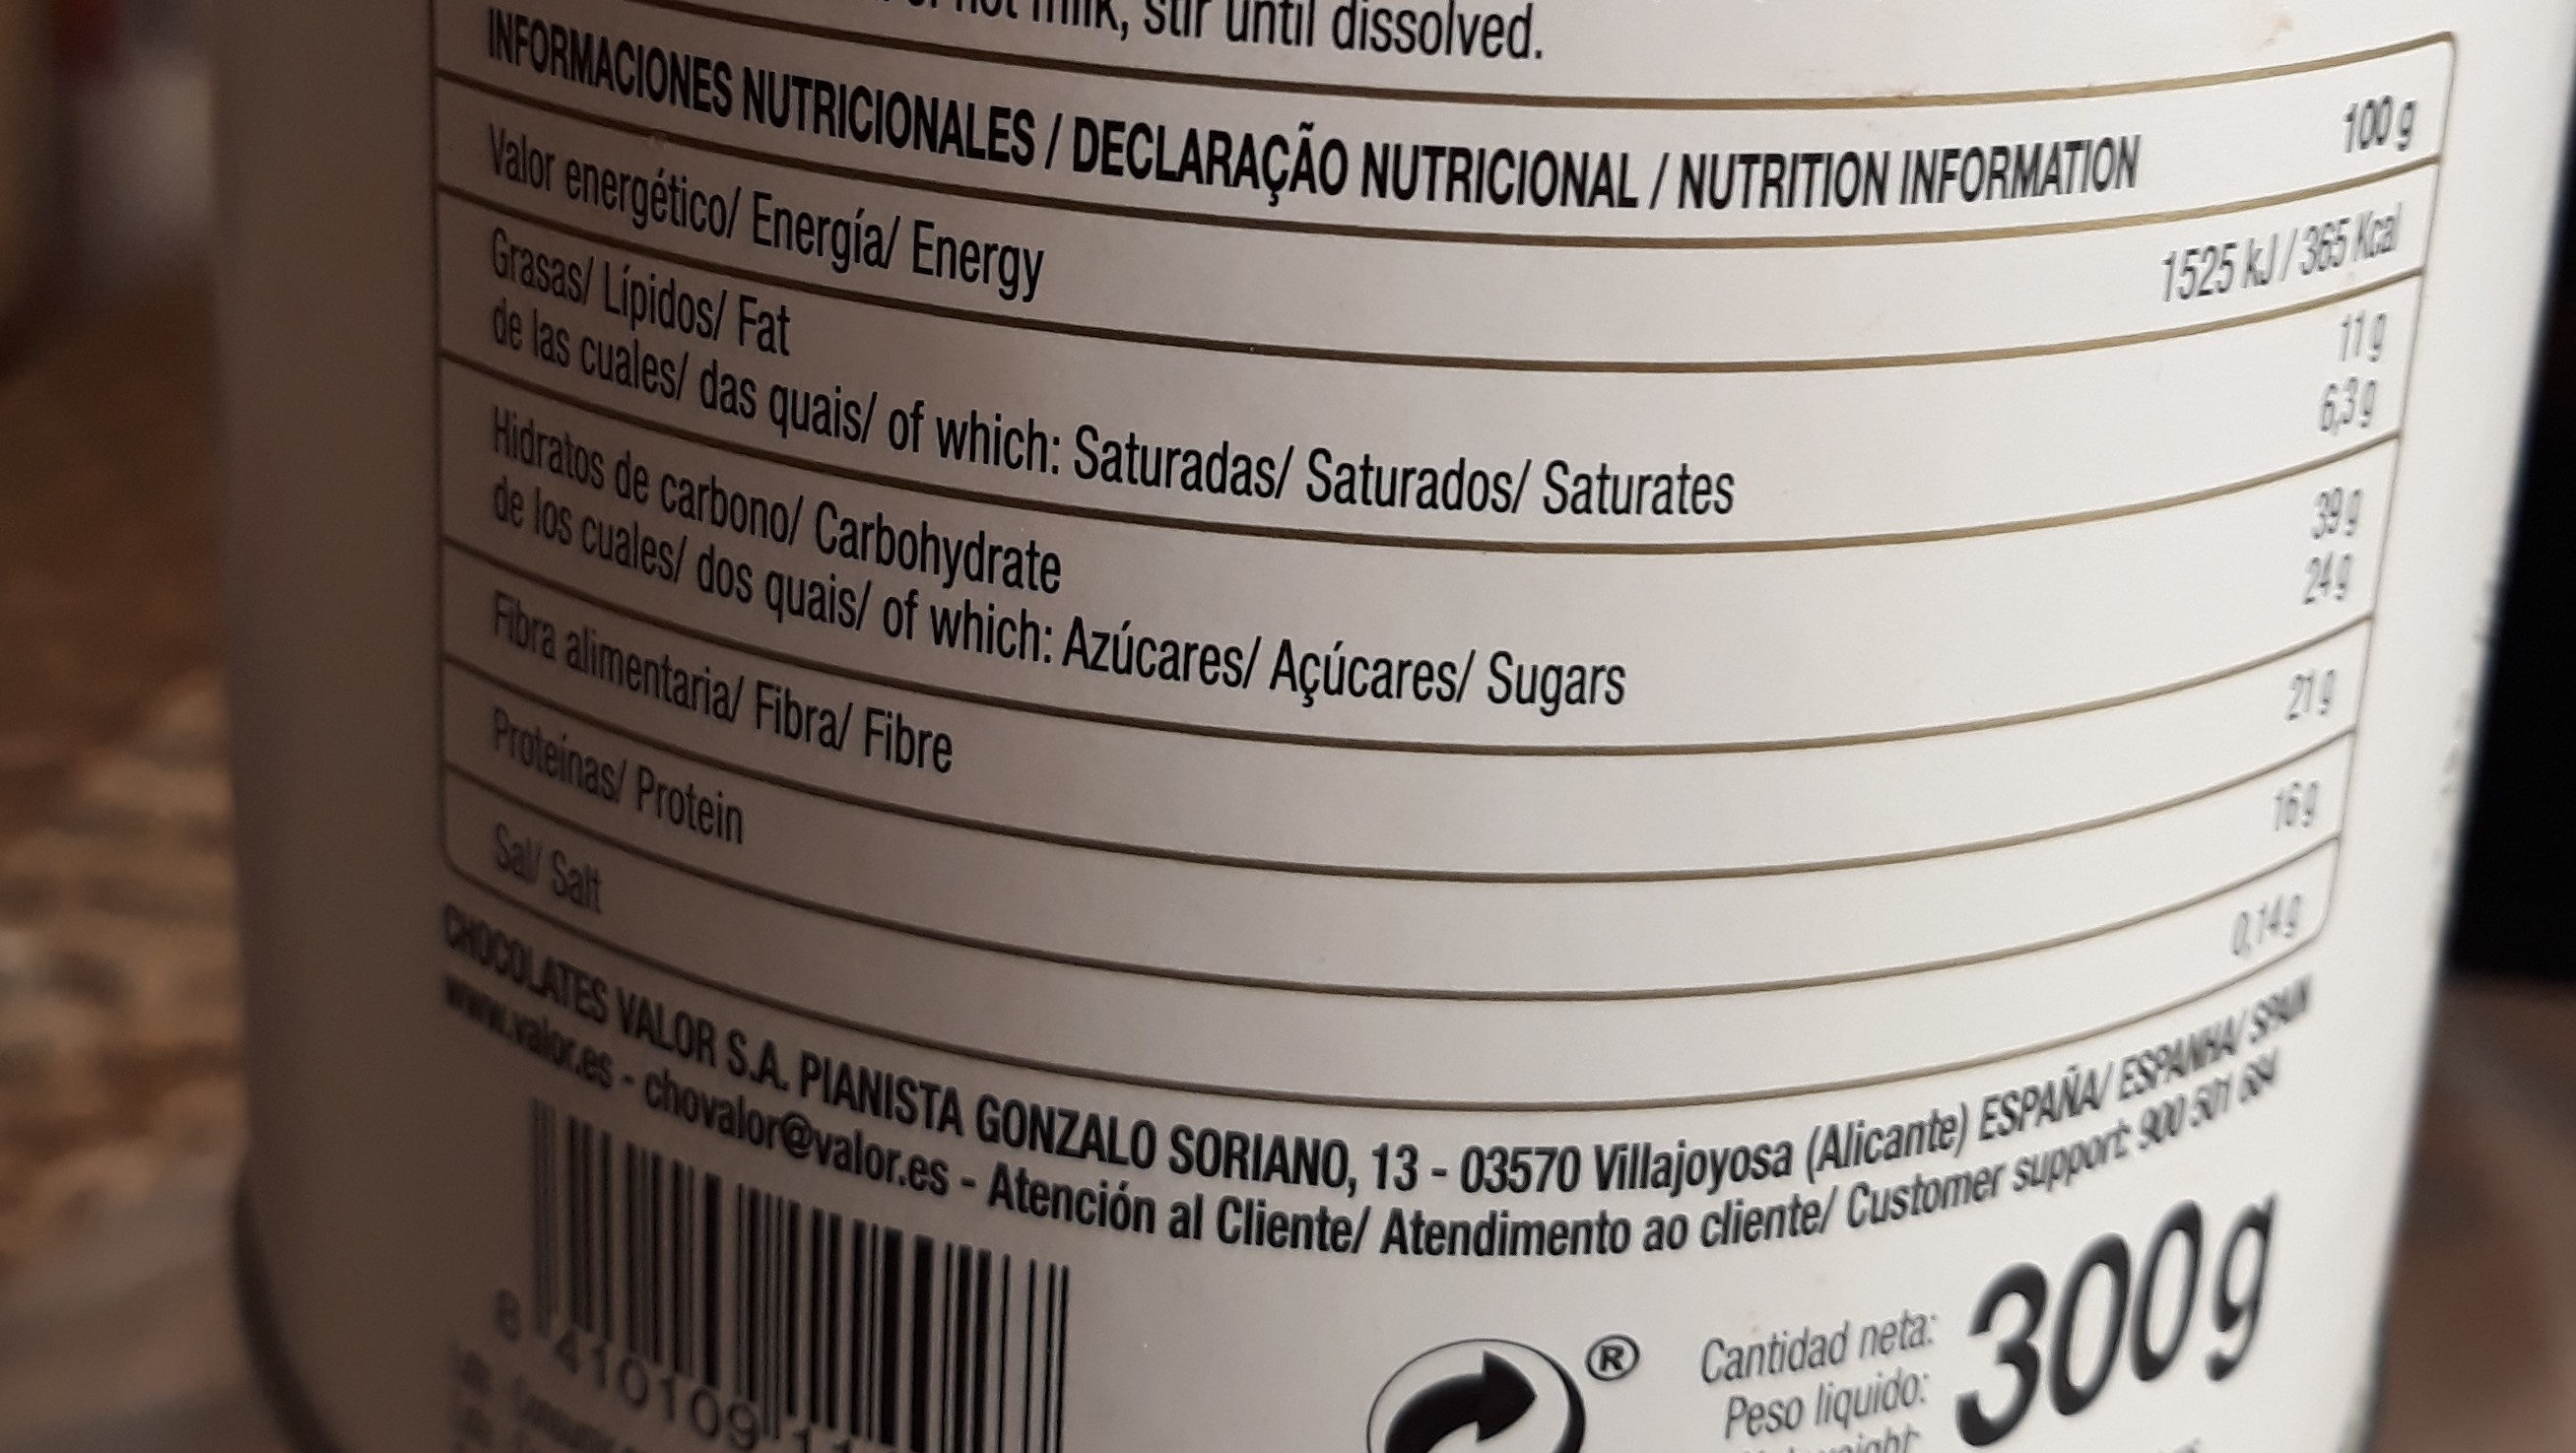 hot milk, stir until dissolved.
INFORMACIONES NUTRICIONALES / DECLARAÇÃO NUTRICIONAL / NUTRITION INFORMATION 100 g
Valor energético/ Energía/ Energy 1525 kJ / 365 Kcal
Grasas/ Lípidos/ Fat 11 g
de las cuales/ das quais/ of which: Saturadas/ Saturados/ Saturates 6,3 g
Hidratos de carbono/ Carbohydrate 39 g
de los cuales/ dos quais/ of which: Azúcares/ Açúcares/ Sugars 24 g
Fibra alimentaria/ Fibra/ Fibre 21 g
Proteínas/ Protein 16 g
Sal/ Salt 0,14 g
CHOCOLATES VALOR S.A. PIANISTA GONZALO SORIANO, 13 - 03570 Villajoyosa (Alicante) ESPAÑA/ ESPANHA/ SPAIN
www.valor.es - chovalor@valor.es - Atención al Cliente/ Atendimento ao cliente/ Customer support: 900 501 684
8 410109 11
®
Cantidad neta:
Peso liquido:
300g